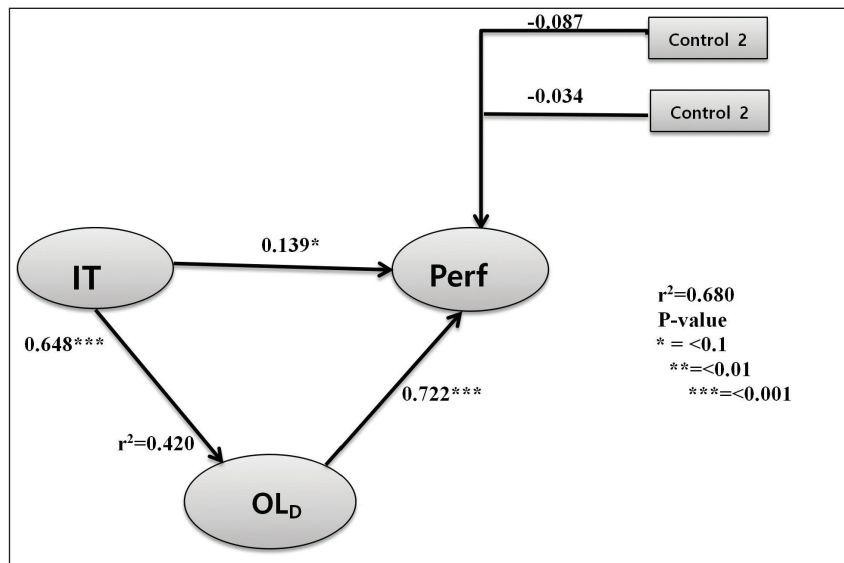 -0.087
Control 2
-0.034
Control 2
0.139*
IT
Perf
r²=0.680
P-value
* = <0.1
**=<0.01
***=<0.001
0.648***
0.722***
r²=0.420
OL_D